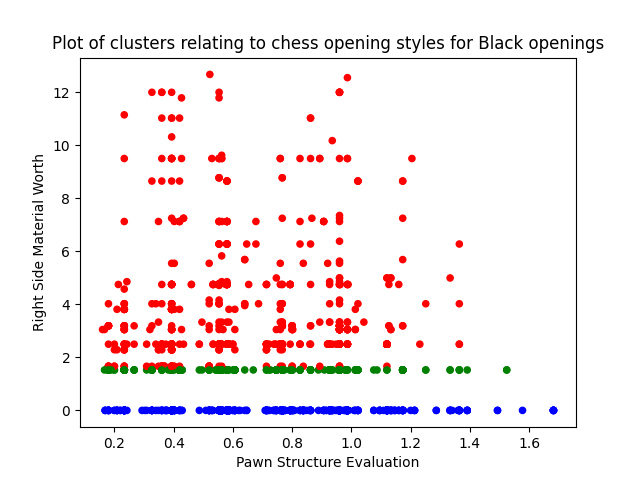 Plot of clusters relating to chess opening styles for Black openings
12
10
8
6
4
2
0
Right Side Material Worth
0.2 0.4 0.6 0.8 1.0 1.2 1.4 1.6
Pawn Structure Evaluation